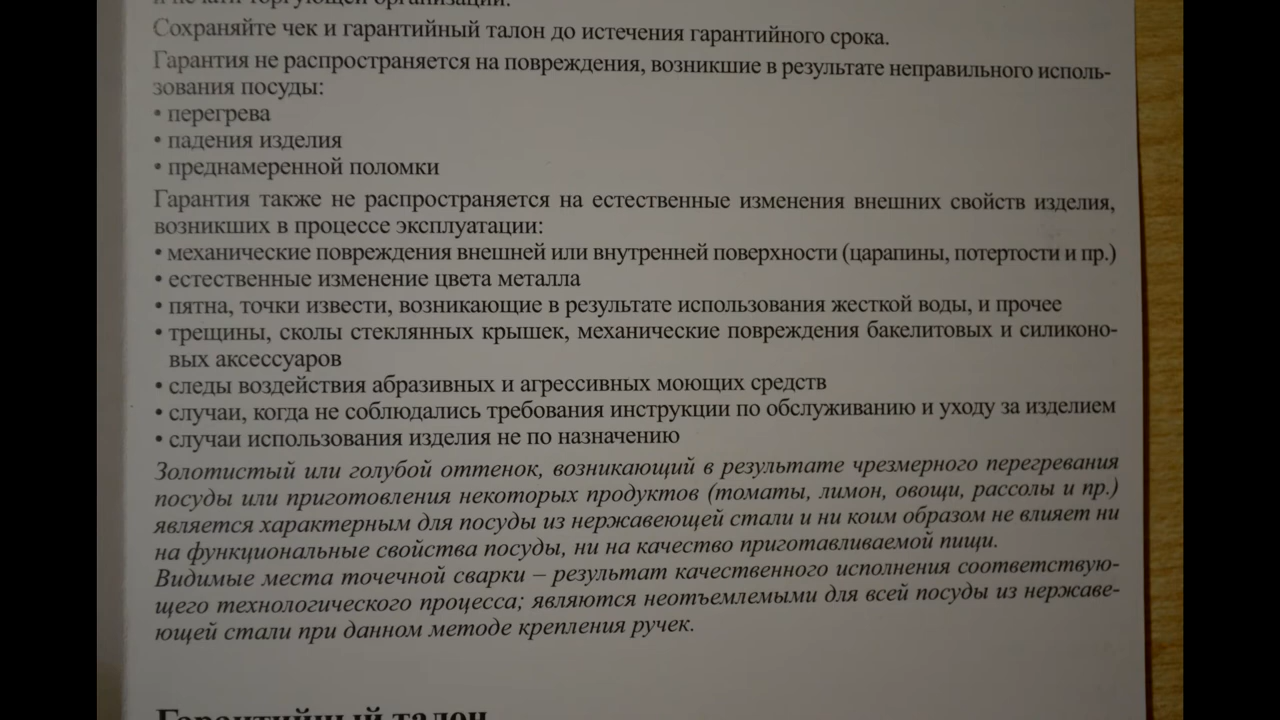 и печати торгующей организации.
Сохраняйте чек и гарантийный талон до истечения гарантийного срока.
Гарантия не распространяется на повреждения, возникшие в результате неправильного исполь-
зования посуды:
• перегрева
• падения изделия
• преднамеренной поломки
Гарантия также не распространяется на естественные изменения внешних свойств изделия,
возникших в процессе эксплуатации:
• механические повреждения внешней или внутренней поверхности (царапины, потертости и пр.)
• естественные изменение цвета металла
• пятна, точки извести, возникающие в результате использования жесткой воды, и прочее
• трещины, сколы стеклянных крышек, механические повреждения бакелитовых и силиконо-
вых аксессуаров
• следы воздействия абразивных и агрессивных моющих средств
• случаи, когда не соблюдались требования инструкции по обслуживанию и уходу за изделием
• случаи использования изделия не по назначению
Золотистый или голубой оттенок, возникающий в результате чрезмерного перегревания
посуды или приготовления некоторых продуктов (томаты, лимон, овощи, рассолы и пр.)
является характерным для посуды из нержавеющей стали и ни коим образом не влияет ни
на функциональные свойства посуды, ни на качество приготавливаемой пищи.
Видимые места точечной сварки – результат качественного исполнения соответствую-
щего технологического процесса; являются неотъемлемыми для всей посуды из нержаве-
ющей стали при данном методе крепления ручек.
Гарантийный талон